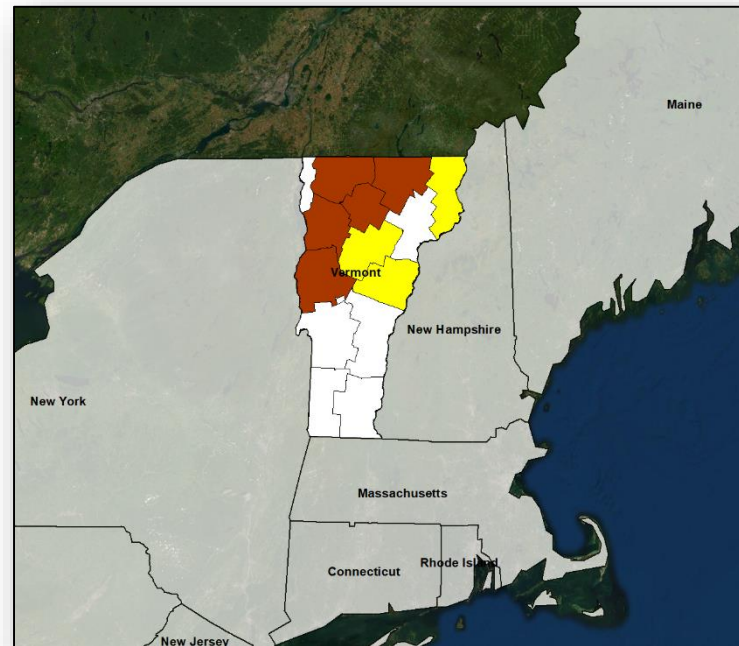 Maine
Vermont
New Hampshire
New York
Massachusetts
Rhode Island
Connecticut
New Jersey